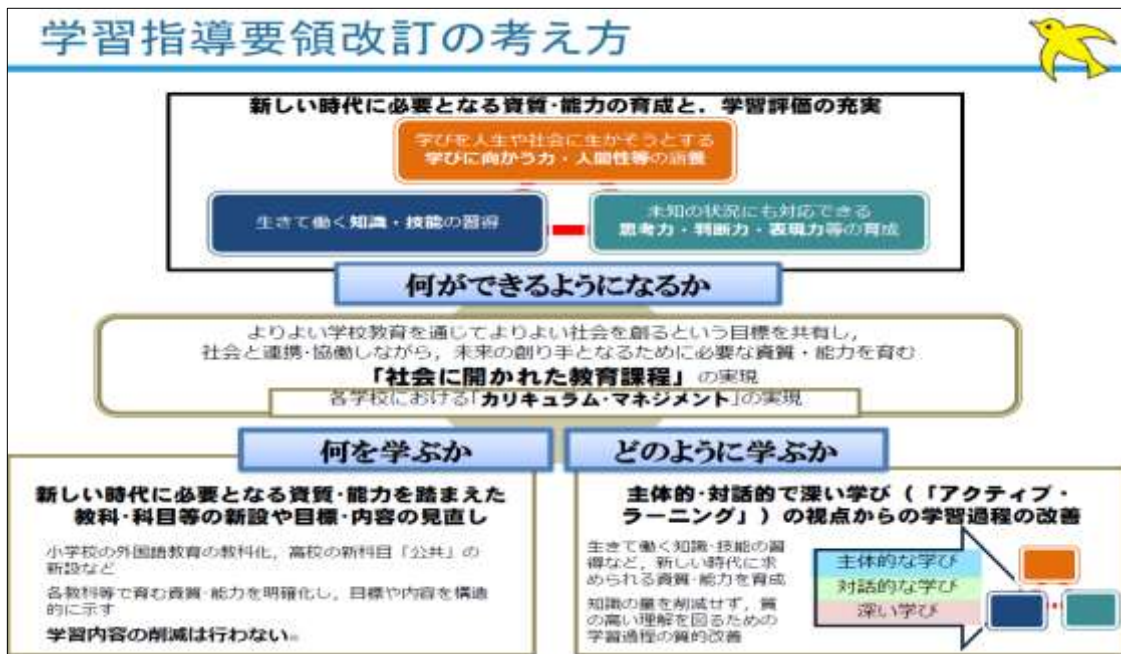 学習指導要領改訂の考え方
新しい時代に必要となる資質･能力の育成と，学習評価の充実
学びを人生や社会に生かそうとする
学びに向かう力・人間性等の涵養
生きて働く知識・技能の習得
未知の状況にも対応できる
思考力・判断力・表現力等の育成
何ができるようになるか
よりよい学校教育を通じてよりよい社会を創るという目標を共有し，
社会と連携･協働しながら，未来の創り手となるために必要な資質・能力を育む
「社会に開かれた教育課程」の実現
各学校における「カリキュラム･マネジメント」の実現
何を学ぶか
新しい時代に必要となる資質･能力を踏まえた
教科･科目等の新設や目標･内容の見直し
小学校の外国語教育の教科化，高校の新科目「公共」の
新設など
各教科等で育む資質･能力を明確化し，目標や内容を構造
的に示す
学習内容の削減は行わない。
どのように学ぶか
主体的･対話的で深い学び（「アクティブ・
ラーニング」）の視点からの学習過程の改善
生きて働く知識･技能の習
得など，新しい時代に求
められる資質･能力を育成
知識の量を削減せず，質
の高い理解を図るための
学習過程の質的改善
主体的な学び
対話的な学び
深い学び